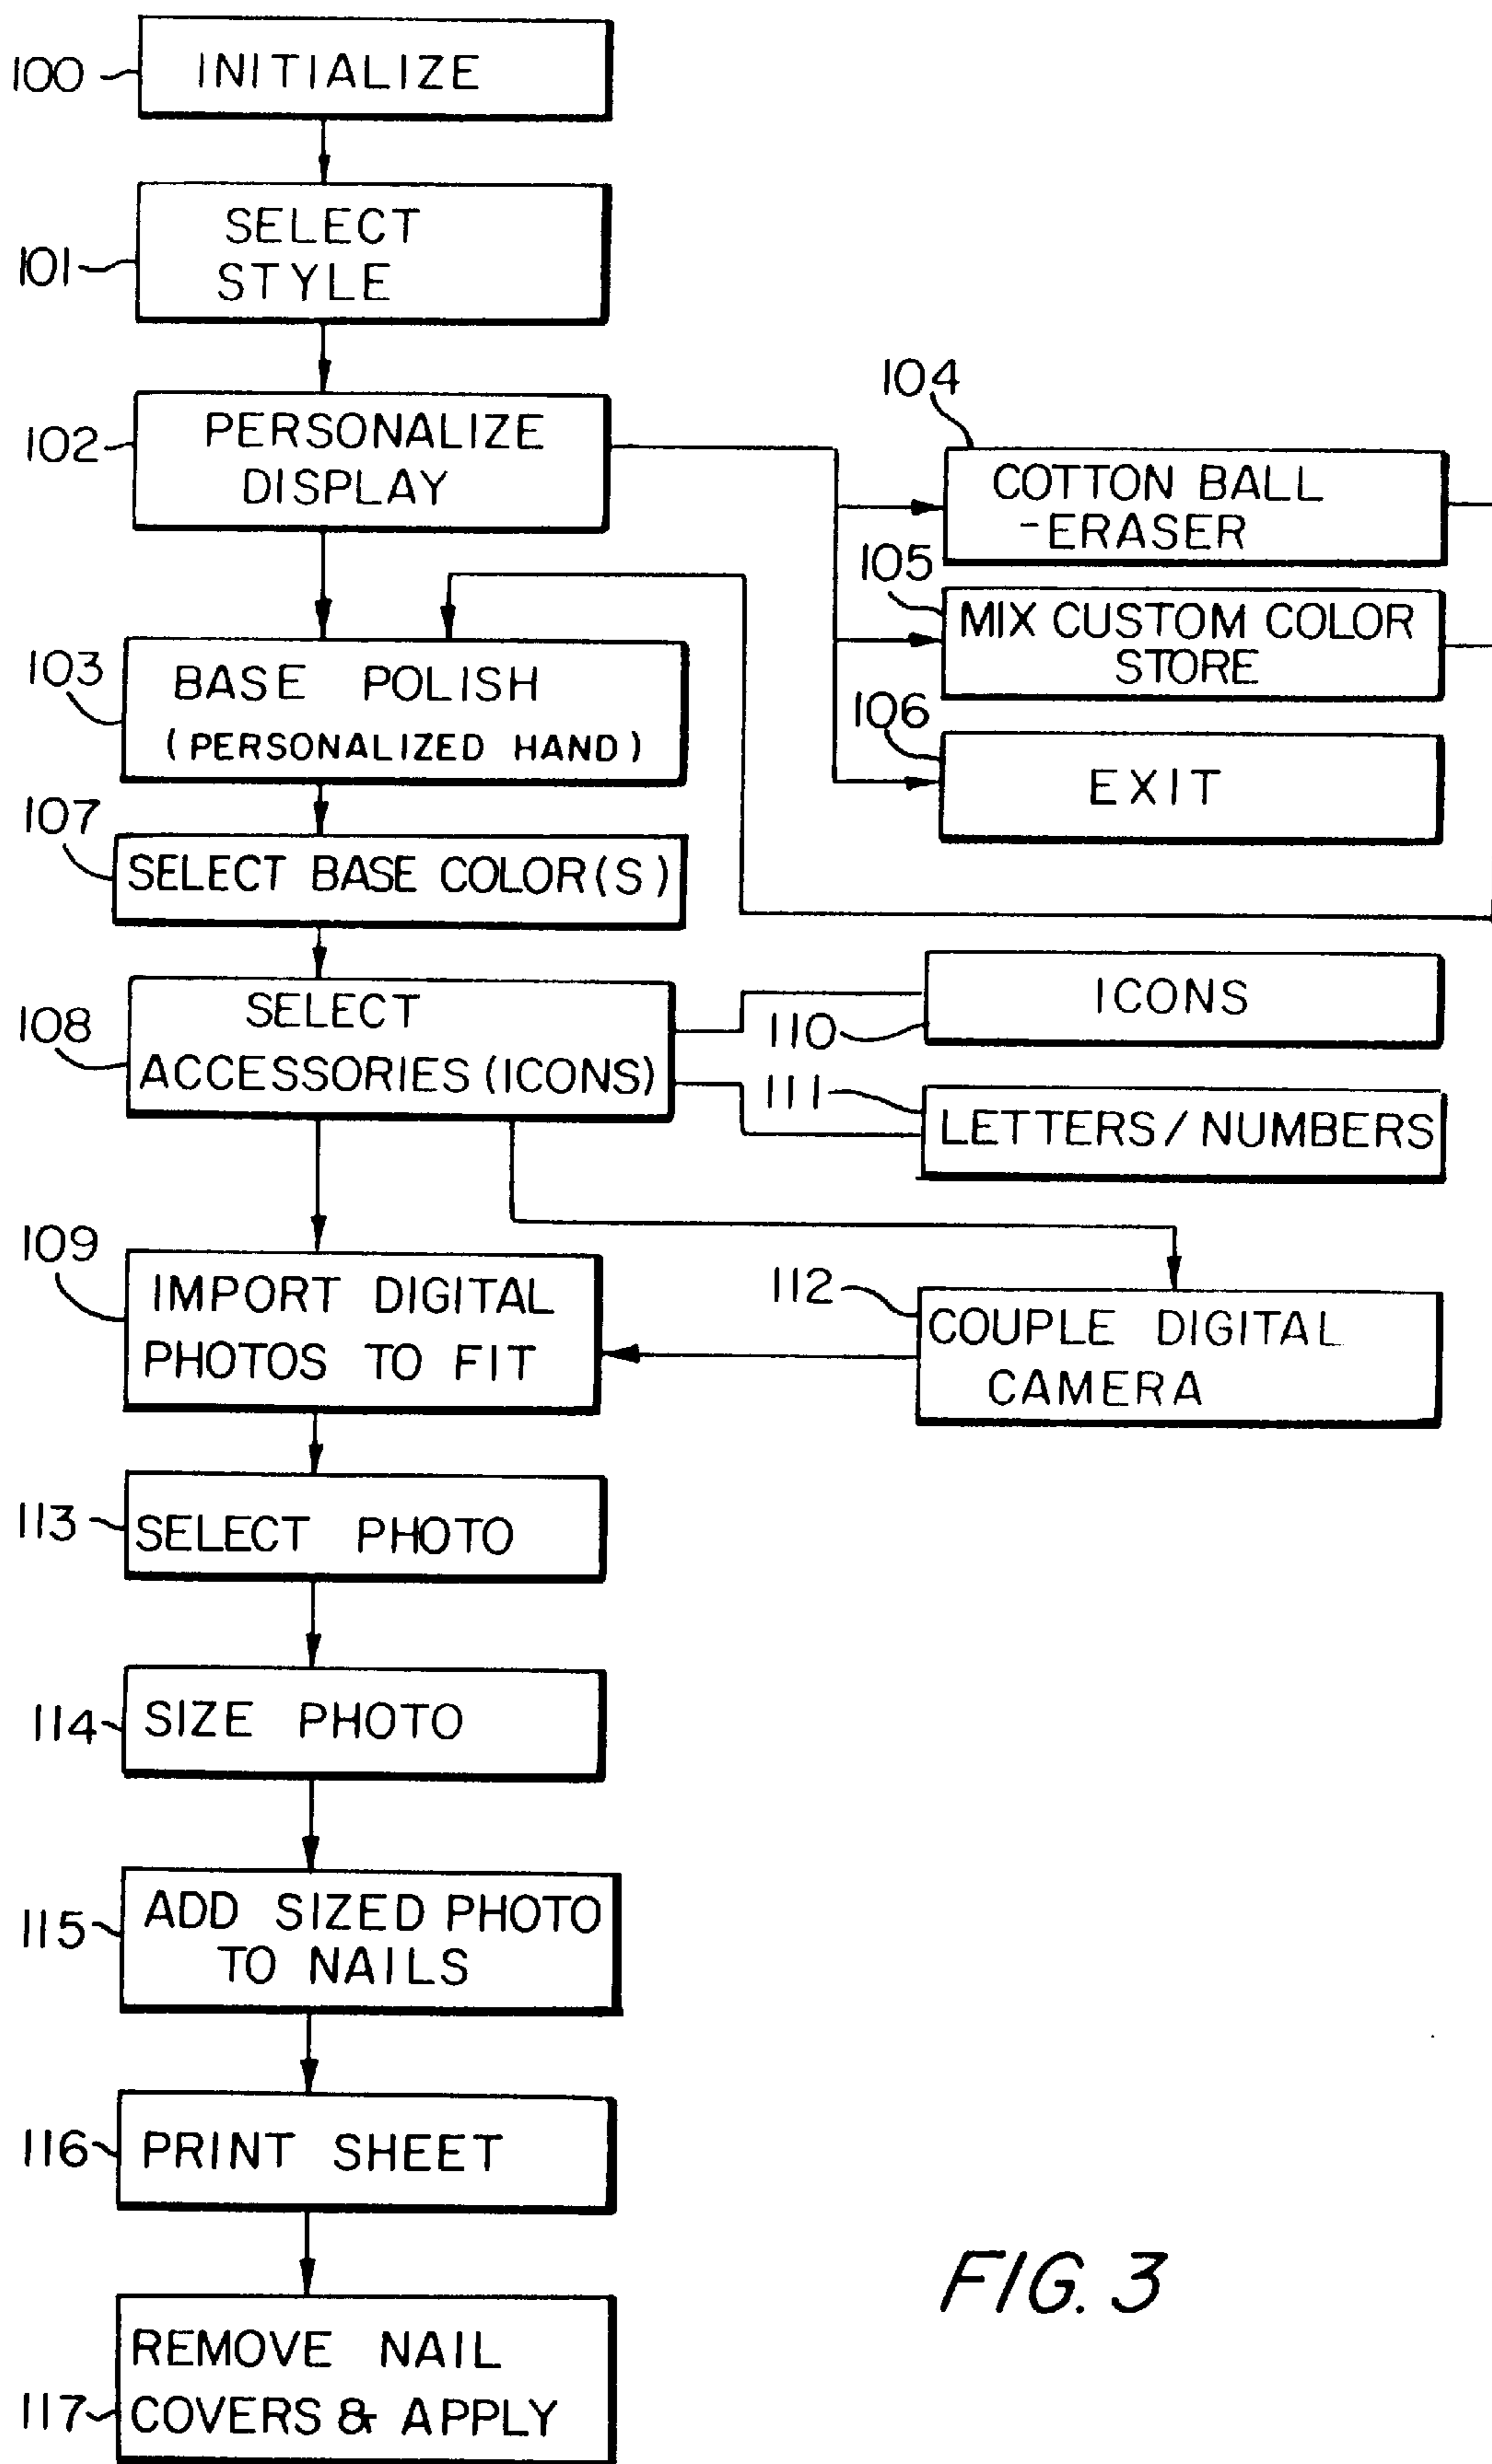 100
INITIALIZE
101
SELECT
STYLE
102
PERSONALIZE
DISPLAY
104
COTTON BALL
-ERASER
105
MIX CUSTOM COLOR
STORE
106
EXIT
103
BASE POLISH
(PERSONALIZED HAND)
107
SELECT BASE COLOR(S)
108
SELECT
ACCESSORIES (ICONS)
110
ICONS
111
LETTERS/NUMBERS
109
IMPORT DIGITAL
PHOTOS TO FIT
112
COUPLE DIGITAL
CAMERA
113
SELECT PHOTO
114
SIZE PHOTO
115
ADD SIZED PHOTO
TO NAILS
116
PRINT SHEET
117
REMOVE NAIL
COVERS & APPLY
FIG. 3